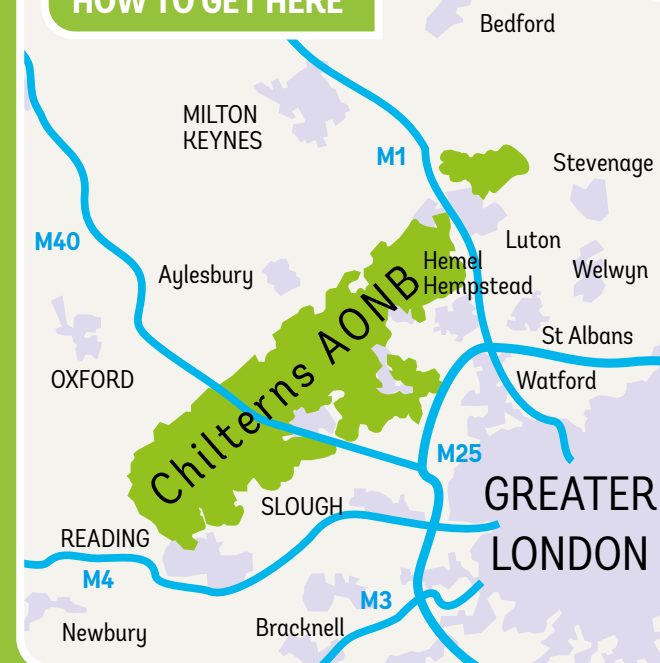 HOW TO GET HERE
Bedford
MILTON
KEYNES
M1
Stevenage
M40
Luton
Hemel
Hempstead
Welwyn
Aylesbury
Chilterns AONB
St Albans
OXFORD
Watford
M25
GREATER
LONDON
SLOUGH
READING
M4
M3
Newbury
Bracknell